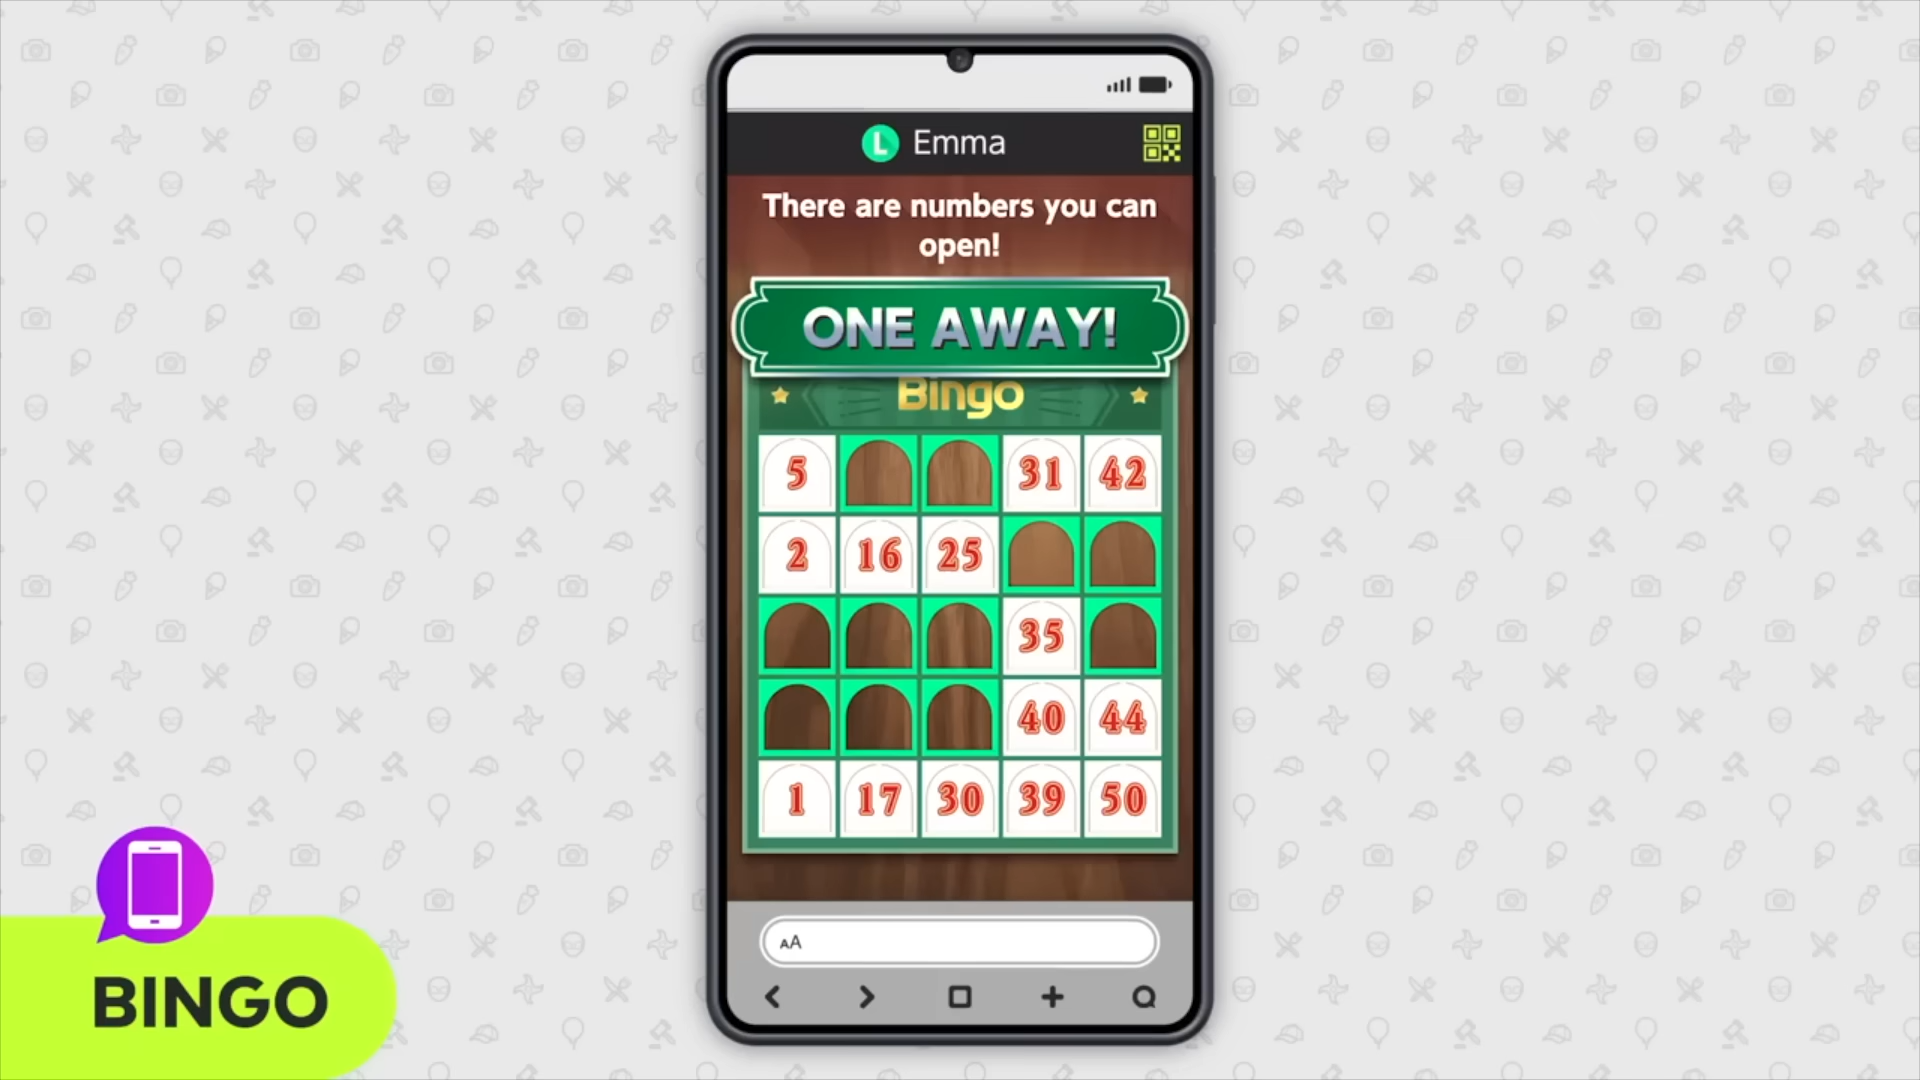 L Emma
There are numbers you can
open!
ONE AWAY!
Bingo
5 31 42
2 16 25
35
40 44
1 17 30 39 50
AA
BINGO